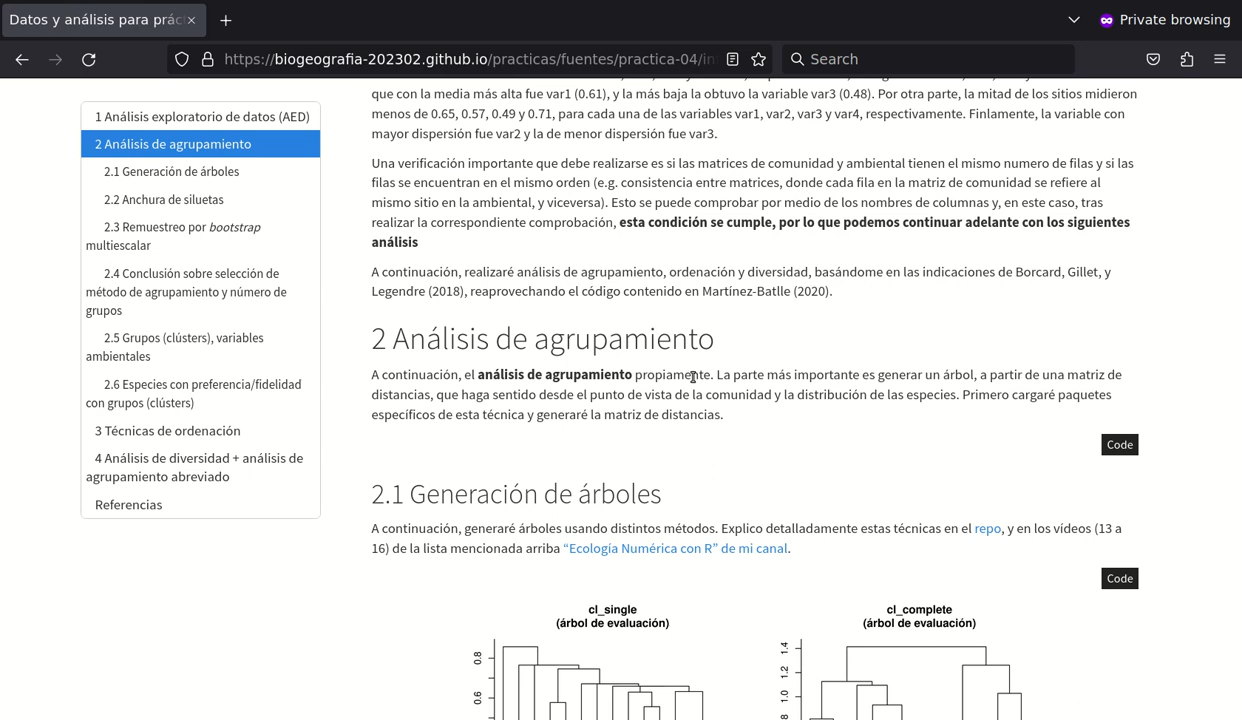 Datos y análisis para prác
Private browsing
https://biogeografia-202302.github.io/practicas/fuentes/practica-04/in
Search
1 Análisis exploratorio de datos (AED)
2 Análisis de agrupamiento
2.1 Generación de árboles
2.2 Anchura de siluetas
2.3 Remuestreo por bootstrap
multiescalar
2.4 Conclusión sobre selección de
método de agrupamiento y número de
grupos
2.5 Grupos (clústers), variables
ambientales
2.6 Especies con preferencia/fidelidad
con grupos (clústers)
3 Técnicas de ordenación
4 Análisis de diversidad + análisis de
agrupamiento abreviado
Referencias
que con la media más alta fue var1 (0.61), y la más baja la obtuvo la variable var3 (0.48). Por otra parte, la mitad de los sitios midieron
menos de 0.65, 0.57, 0.49 y 0.71, para cada una de las variables var1, var2, var3 y var4, respectivamente. Finlamente, la variable con
mayor dispersión fue var2 y la de menor dispersión fue var3.
Una verificación importante que debe realizarse es si las matrices de comunidad y ambiental tienen el mismo numero de filas y si las
filas se encuentran en el mismo orden (e.g. consistencia entre matrices, donde cada fila en la matriz de comunidad se refiere al
mismo sitio en la ambiental, y viceversa). Esto se puede comprobar por medio de los nombres de columnas y, en este caso, tras
realizar la correspondiente comprobación, esta condición se cumple, por lo que podemos continuar adelante con los siguientes
análisis
A continuación, realizaré análisis de agrupamiento, ordenación y diversidad, basándome en las indicaciones de Borcard, Gillet, y
Legendre (2018), reaprovechando el código contenido en Martínez-Batlle (2020).
2 Análisis de agrupamiento
A continuación, el análisis de agrupamiento propiamente. La parte más importante es generar un árbol, a partir de una matriz de
distancias, que haga sentido desde el punto de vista de la comunidad y la distribución de las especies. Primero cargaré paquetes
específicos de esta técnica y generaré la matriz de distancias.
Code
2.1 Generación de árboles
A continuación, generaré árboles usando distintos métodos. Explico detalladamente estas técnicas en el repo, y en los vídeos (13 a
16) de la lista mencionada arriba “Ecología Numérica con R” de mi canal.
Code
cl_single
(árbol de evaluación)
0.8
0.6
cl_complete
(árbol de evaluación)
1.4
1.2
1.0